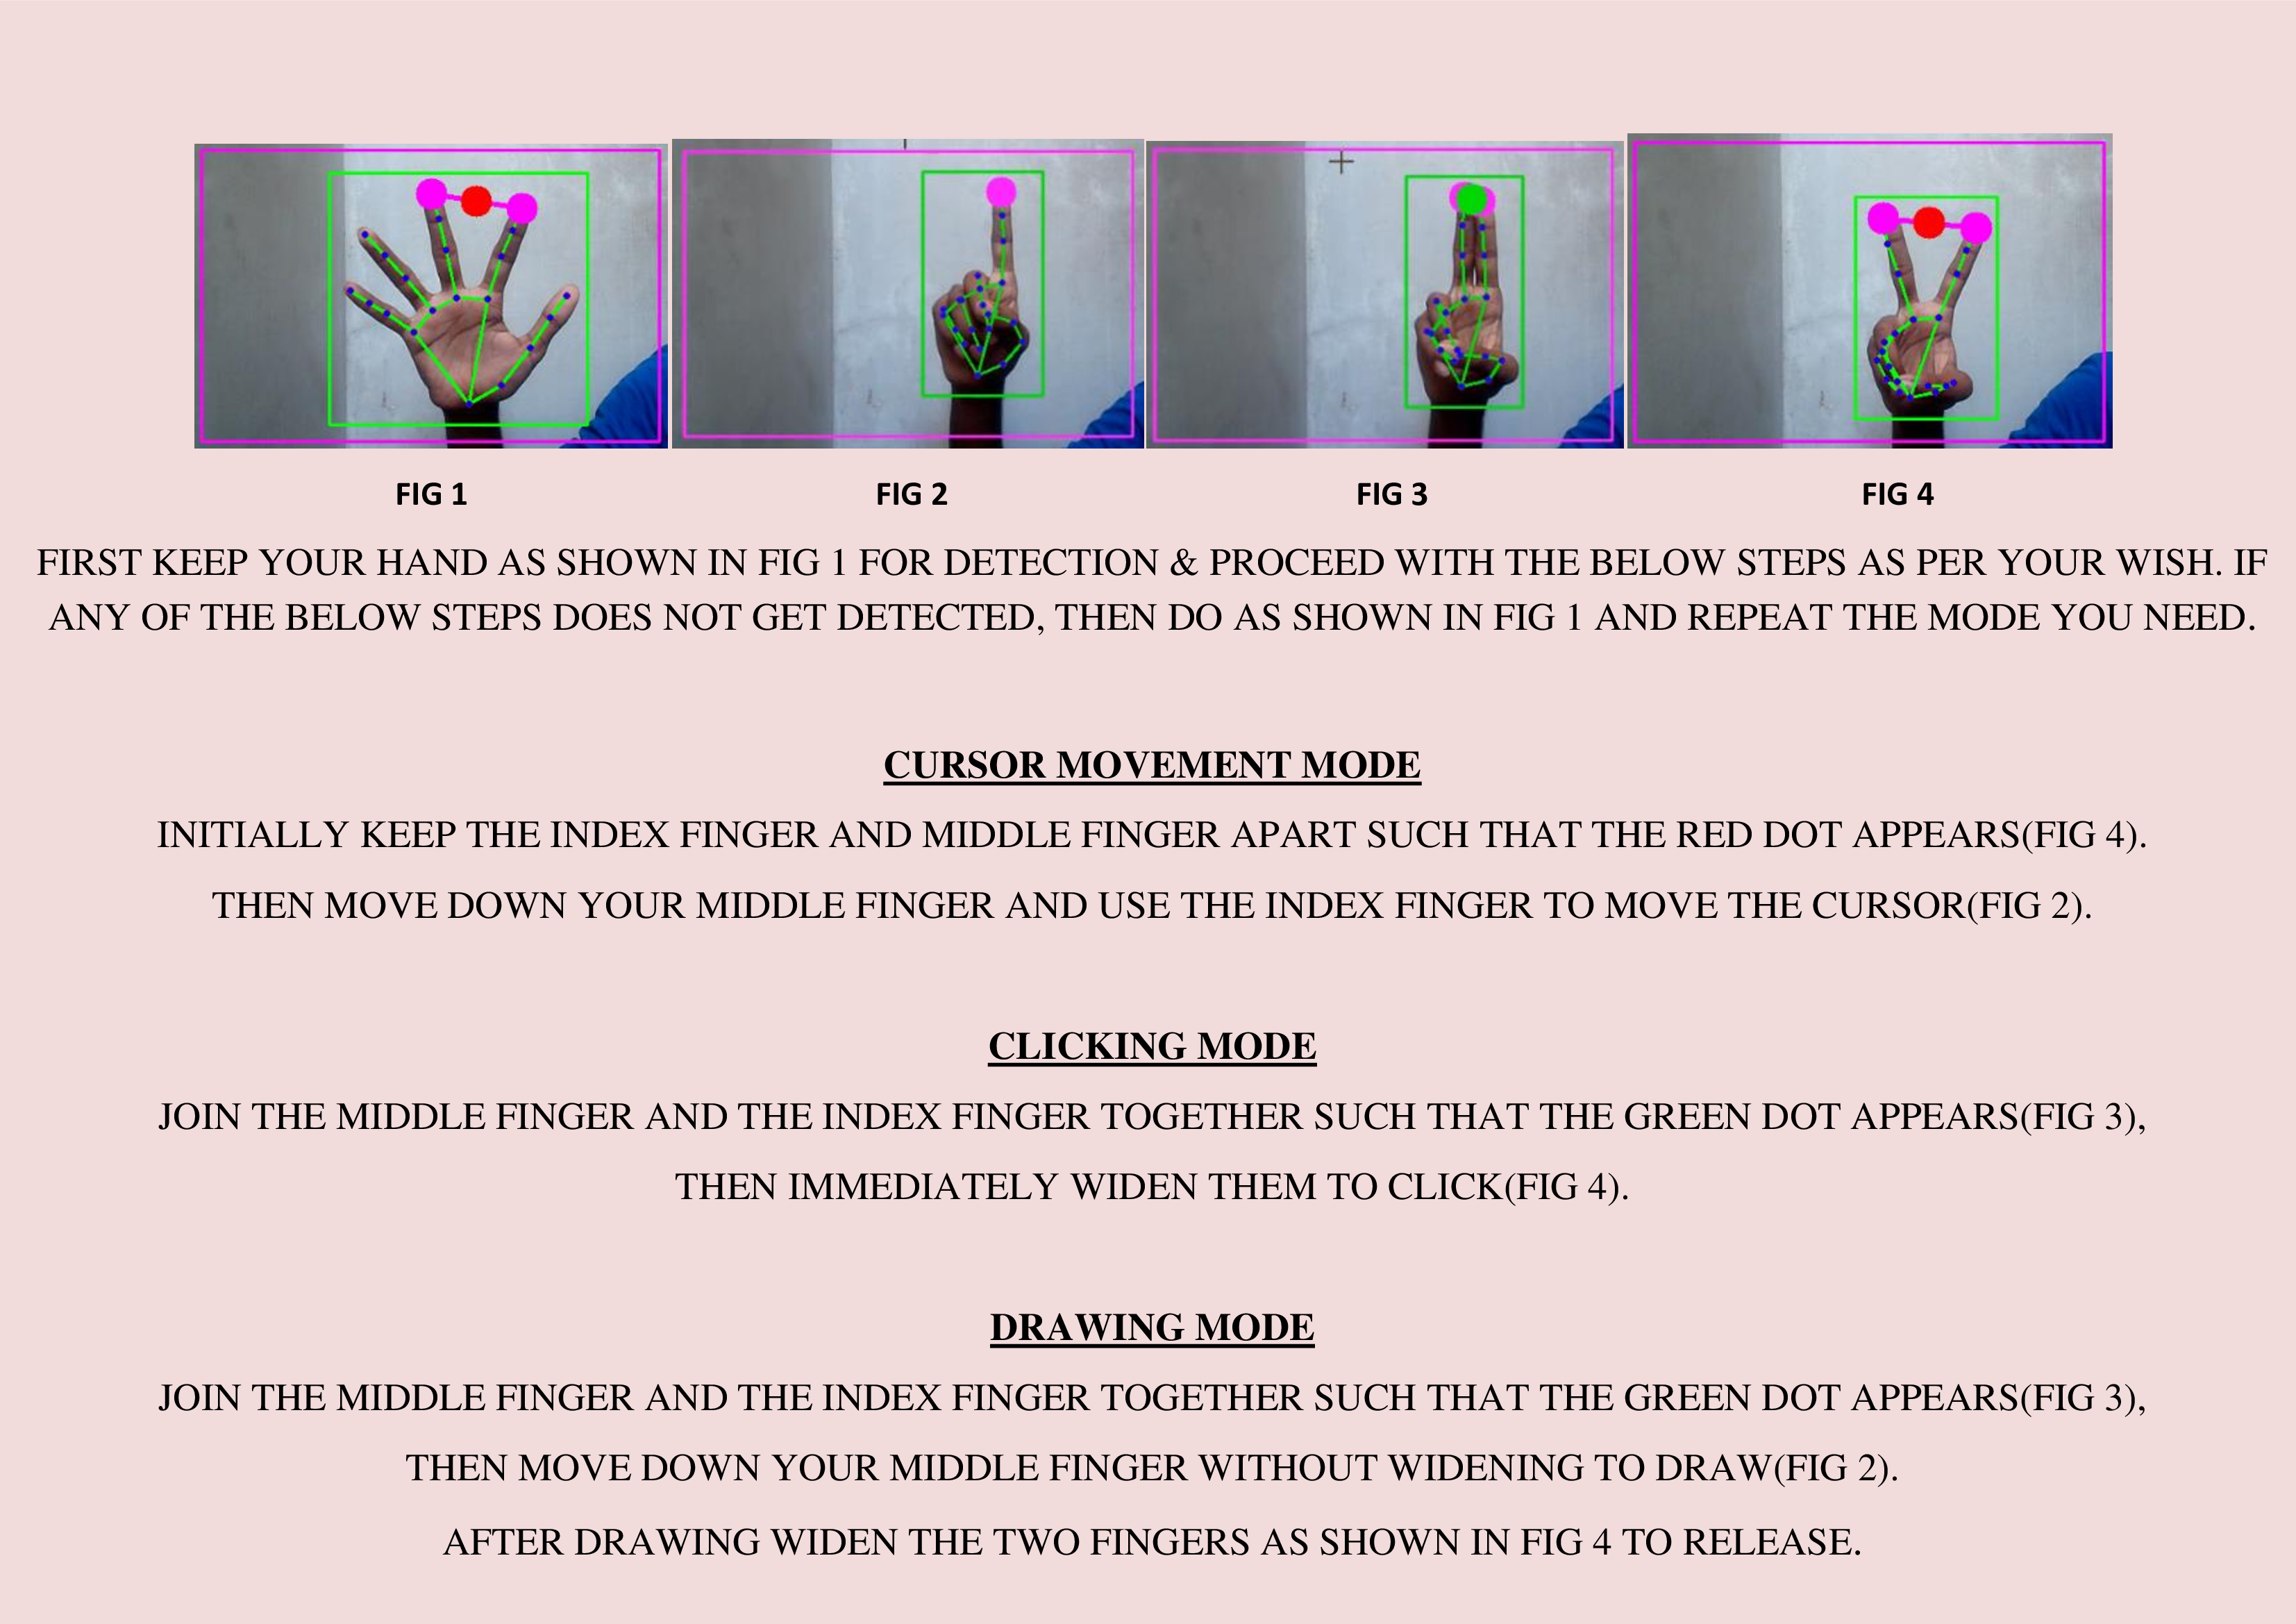 FIG 1 FIG 2 FIG 3 FIG 4
FIRST KEEP YOUR HAND AS SHOWN IN FIG 1 FOR DETECTION & PROCEED WITH THE BELOW STEPS AS PER YOUR WISH. IF
ANY OF THE BELOW STEPS DOES NOT GET DETECTED, THEN DO AS SHOWN IN FIG 1 AND REPEAT THE MODE YOU NEED.
CURSOR MOVEMENT MODE
INITIALLY KEEP THE INDEX FINGER AND MIDDLE FINGER APART SUCH THAT THE RED DOT APPEARS(FIG 4).
THEN MOVE DOWN YOUR MIDDLE FINGER AND USE THE INDEX FINGER TO MOVE THE CURSOR(FIG 2).
CLICKING MODE
JOIN THE MIDDLE FINGER AND THE INDEX FINGER TOGETHER SUCH THAT THE GREEN DOT APPEARS(FIG 3),
THEN IMMEDIATELY WIDEN THEM TO CLICK(FIG 4).
DRAWING MODE
JOIN THE MIDDLE FINGER AND THE INDEX FINGER TOGETHER SUCH THAT THE GREEN DOT APPEARS(FIG 3),
THEN MOVE DOWN YOUR MIDDLE FINGER WITHOUT WIDENING TO DRAW(FIG 2).
AFTER DRAWING WIDEN THE TWO FINGERS AS SHOWN IN FIG 4 TO RELEASE.